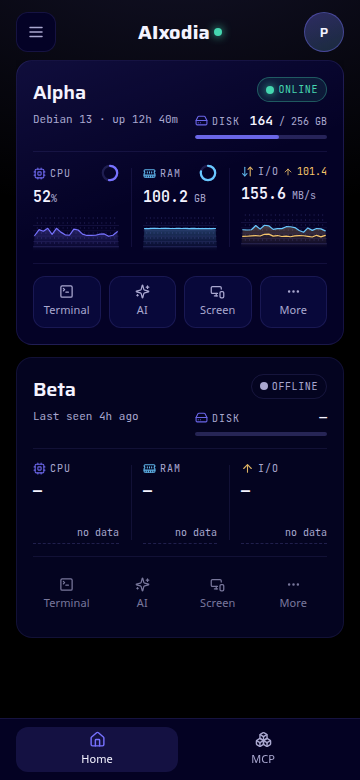 AIxodia
P
Alpha
ONLINE
Debian 13 · up 12h 40m
DISK 164 / 256 GB
CPU
RAM
I/O ↑ 101.4
52%
100.2 GB
155.6 MB/s
Terminal
AI
Screen
More
Beta
OFFLINE
Last seen 4h ago
DISK —
CPU
RAM
I/O
—
—
—
no data
no data
no data
Terminal
AI
Screen
More
Home
MCP